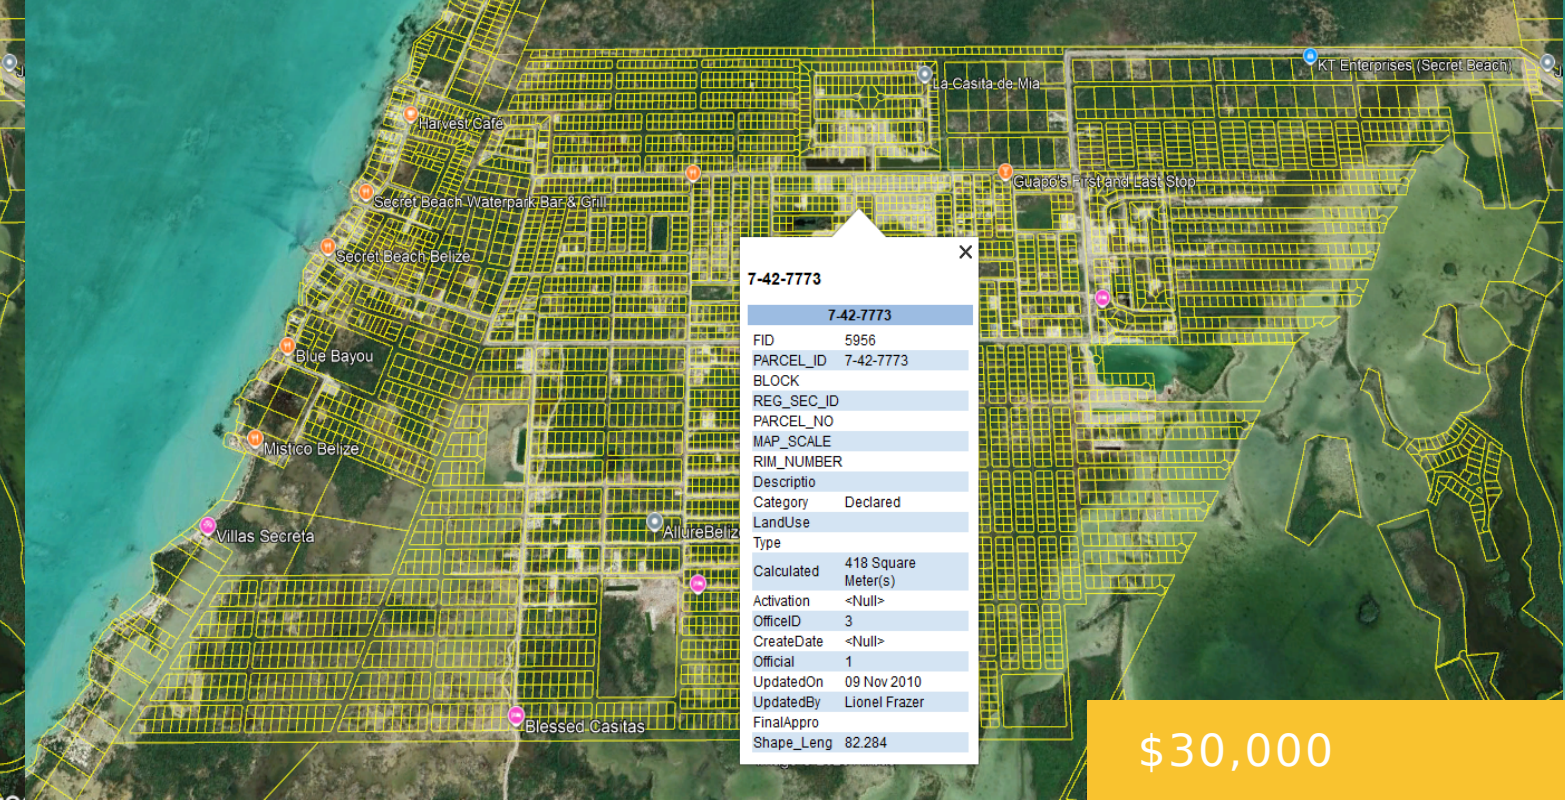 KT Enterprises (Secret Beach)
La Casita de Mia
Harvest Cafe
Guapo's First and Last Stop
Secret Beach Waterpark Bar & Grill
Secret Beach Belize
Blue Bayou
Mistico Belize
Villas Secreta
AllureBeliz
Blessed Casitas
7-42-7773
7-42-7773
FID 5956
PARCEL_ID 7-42-7773
BLOCK
REG_SEC_ID
PARCEL_NO
MAP_SCALE
RIM_NUMBER
Descriptio
Category Declared
LandUse
Type
Calculated 418 Square
Meter(s)
Activation <Null>
OfficeID 3
CreateDate <Null>
Official 1
UpdatedOn 09 Nov 2010
UpdatedBy Lionel Frazer
FinalAppro
Shape_Leng 82.284
$30,000